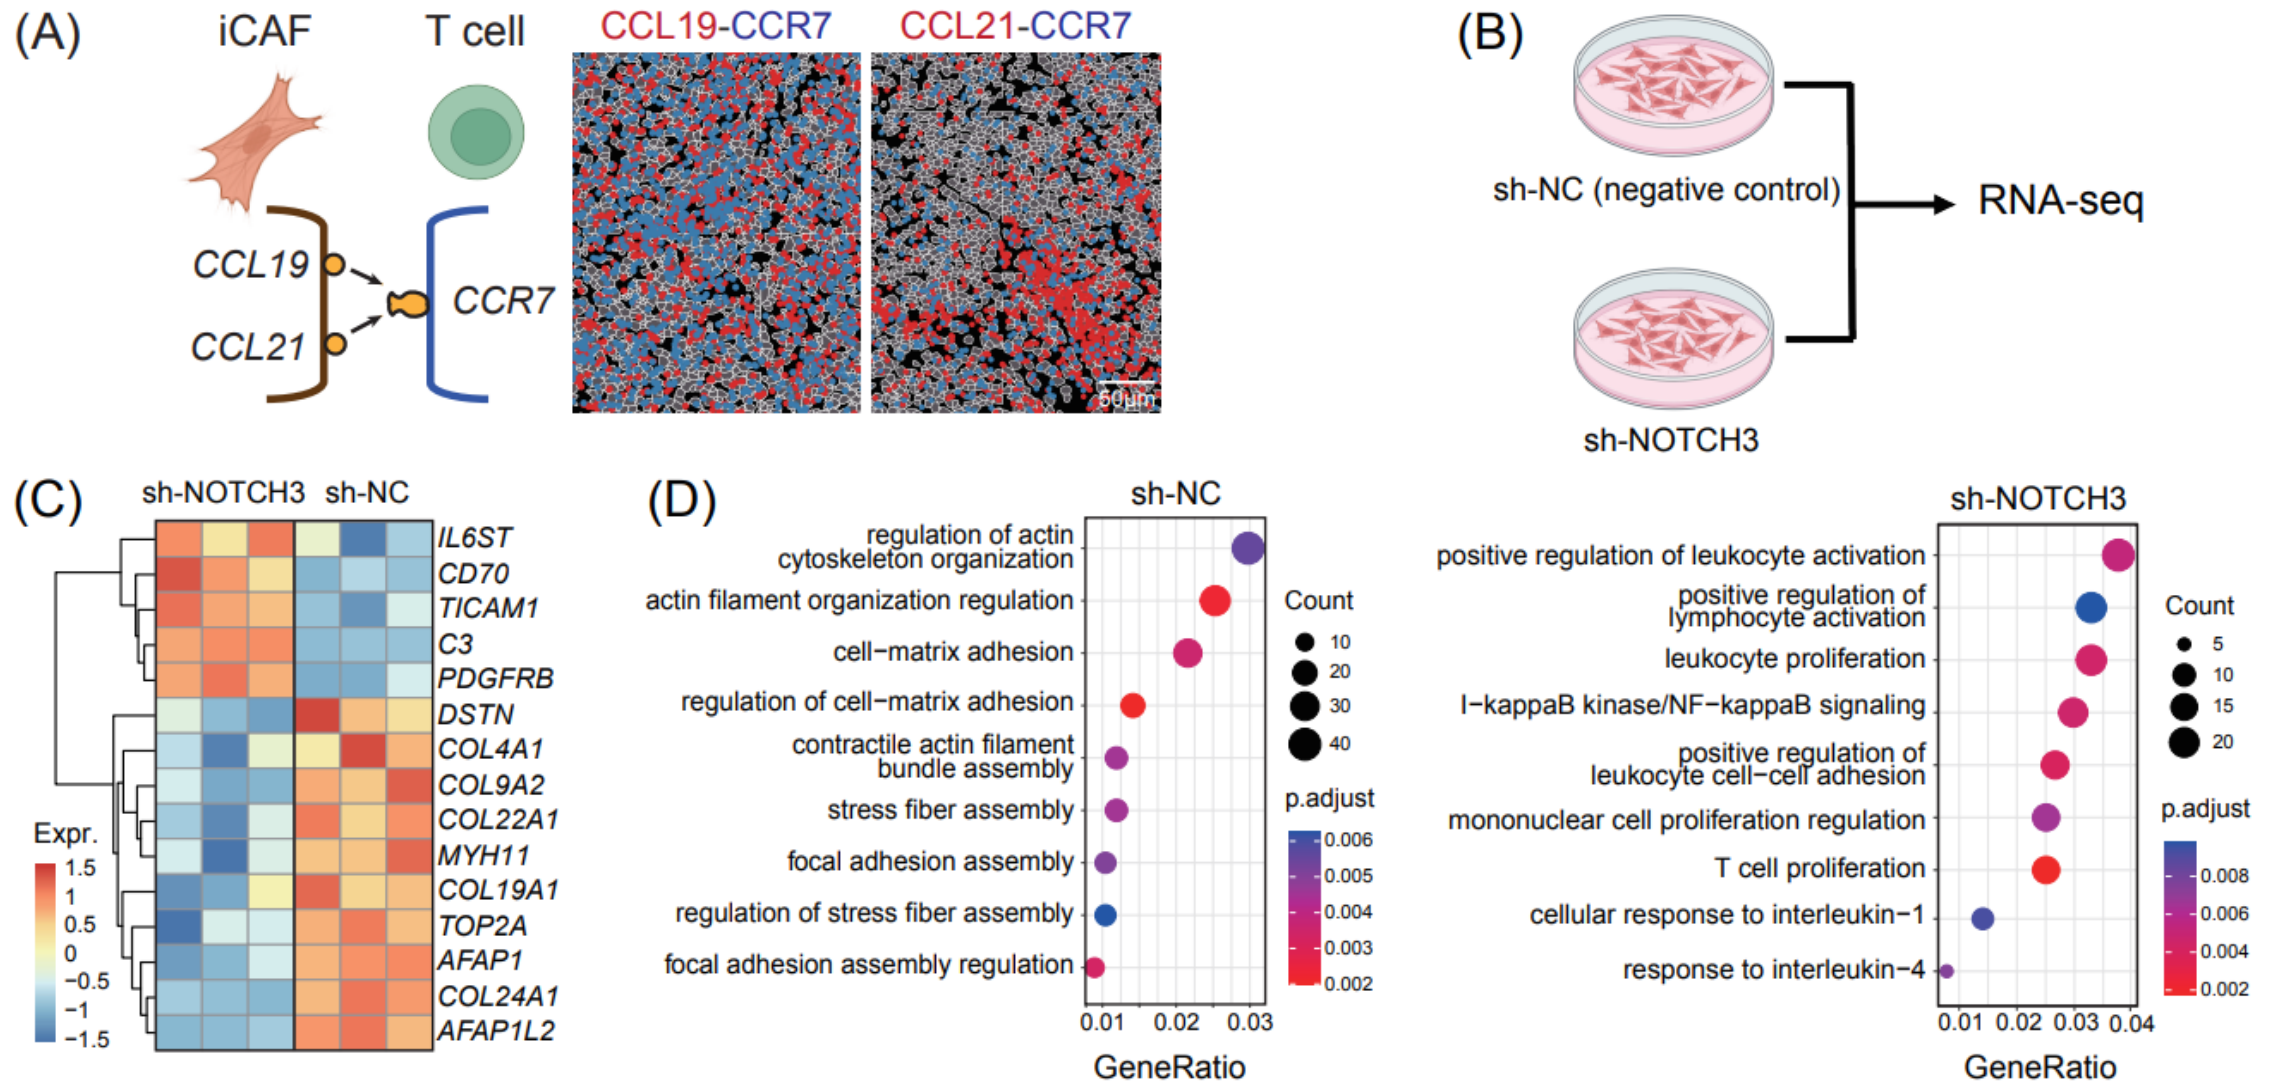 (A)
iCAF
T cell
CCL19
CCL21
CCR7
CCL19-CCR7
CCL21-CCR7
50μm
(B)
sh-NC (negative control)
sh-NOTCH3
RNA-seq
(C)
sh-NOTCH3 sh-NC
IL6ST
CD70
TICAM1
C3
PDGFRB
DSTN
COL4A1
COL9A2
COL22A1
MYH11
COL19A1
TOP2A
AFAP1
COL24A1
AFAP1L2
Expr.
1.5
1
0.5
0
−0.5
−1
−1.5
(D)
sh-NC
regulation of actin
cytoskeleton organization
actin filament organization regulation
cell−matrix adhesion
regulation of cell−matrix adhesion
contractile actin filament
bundle assembly
stress fiber assembly
focal adhesion assembly
regulation of stress fiber assembly
focal adhesion assembly regulation
0.01 0.02 0.03
GeneRatio
Count
10
20
30
40
p.adjust
0.006
0.005
0.004
0.003
0.002
sh-NOTCH3
positive regulation of leukocyte activation
positive regulation of
lymphocyte activation
leukocyte proliferation
I−kappaB kinase/NF−kappaB signaling
positive regulation of
leukocyte cell−cell adhesion
mononuclear cell proliferation regulation
T cell proliferation
cellular response to interleukin−1
response to interleukin−4
0.01 0.02 0.03 0.04
GeneRatio
Count
5
10
15
20
p.adjust
0.008
0.006
0.004
0.002